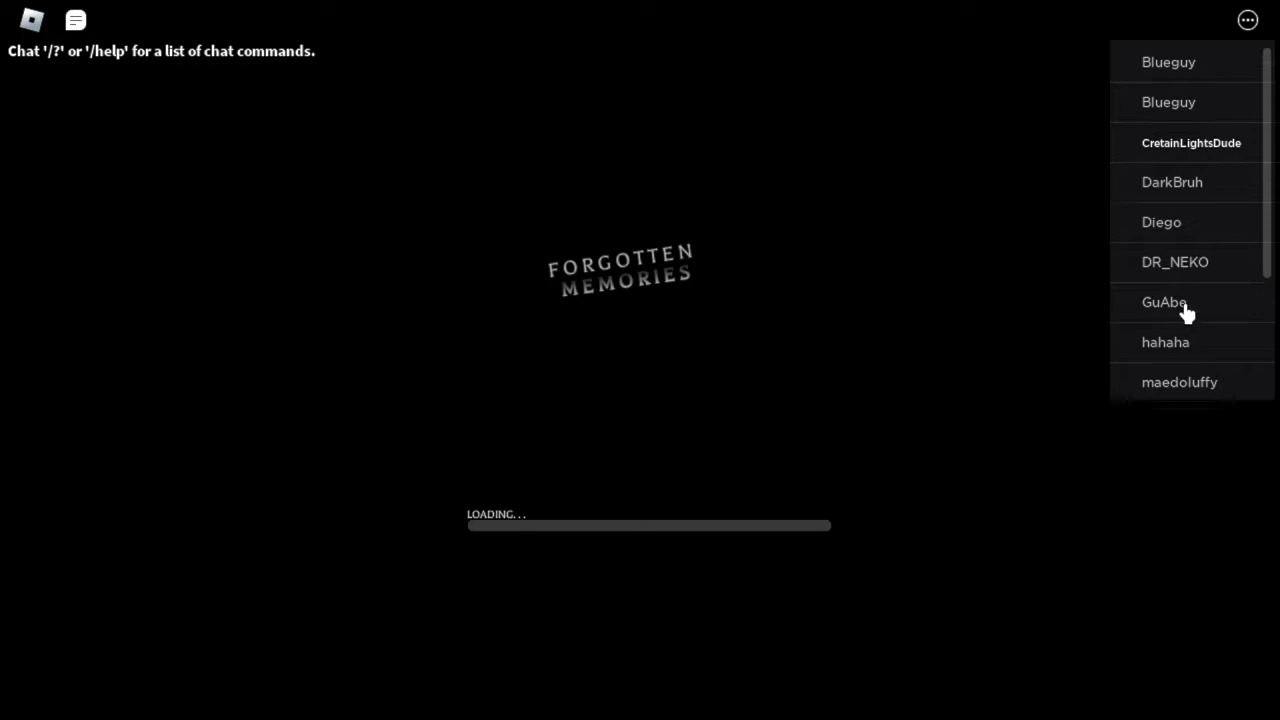 Chat '/?' or '/help' for a list of chat commands.
Blueguy
Blueguy
CretainLightsDude
DarkBruh
Diego
DR_NEKO
GuAbe
hahaha
maedoluffy
FORGOTTEN
MEMORIES
LOADING...